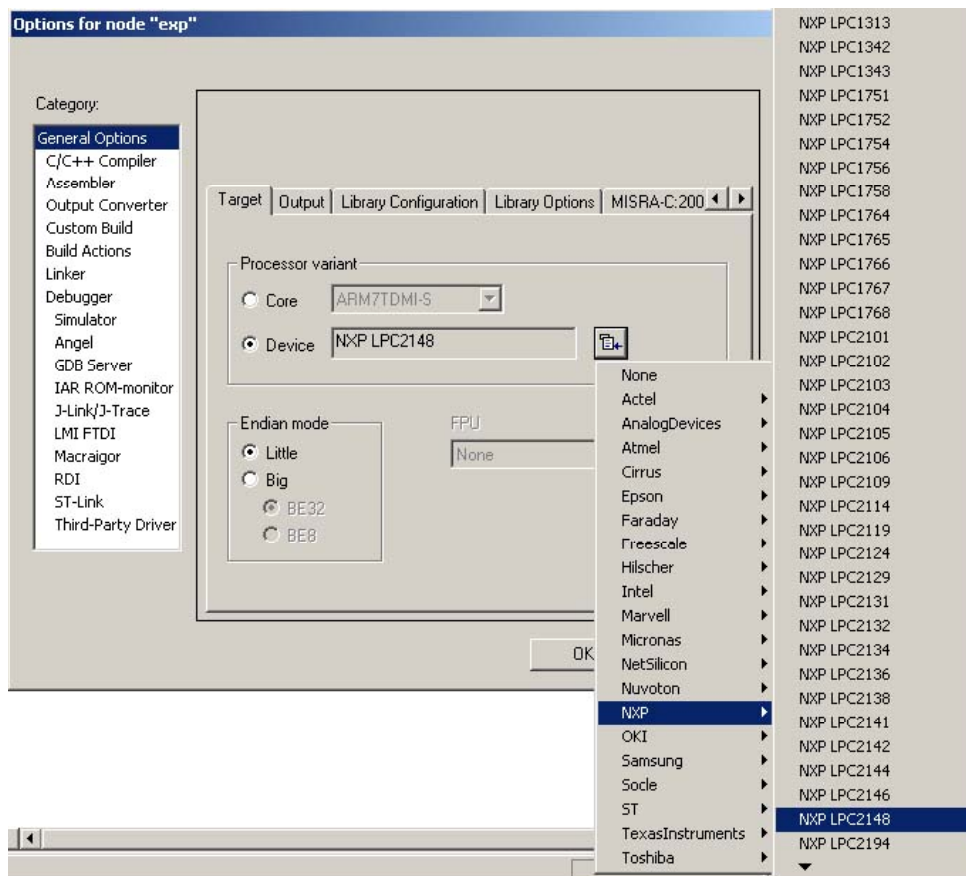 Options for node "exp"
Category:
General Options
C/C++ Compiler
Assembler
Output Converter
Custom Build
Build Actions
Linker
Debugger
Simulator
Angel
GDB Server
IAR ROM-monitor
J-Link/J-Trace
LMI FTDI
Macraigor
RDI
ST-Link
Third-Party Driver
Target Output Library Configuration Library Options MISRA-C:200
Processor variant
Core ARM7TDMI-S
Device NXP LPC2148
Endian mode
Little
Big
BE32
BE8
FPU
None
OK
None
Actel
AnalogDevices
Atmel
Cirrus
Epson
Faraday
Freescale
Hilscher
Intel
Marvell
Micronas
NetSilicon
Nuvoton
NXP
OKI
Samsung
Socle
ST
TexasInstruments
Toshiba
NXP LPC1313
NXP LPC1342
NXP LPC1343
NXP LPC1751
NXP LPC1752
NXP LPC1754
NXP LPC1756
NXP LPC1758
NXP LPC1764
NXP LPC1765
NXP LPC1766
NXP LPC1767
NXP LPC1768
NXP LPC2101
NXP LPC2102
NXP LPC2103
NXP LPC2104
NXP LPC2105
NXP LPC2106
NXP LPC2109
NXP LPC2114
NXP LPC2119
NXP LPC2124
NXP LPC2129
NXP LPC2131
NXP LPC2132
NXP LPC2134
NXP LPC2136
NXP LPC2138
NXP LPC2141
NXP LPC2142
NXP LPC2144
NXP LPC2146
NXP LPC2148
NXP LPC2194